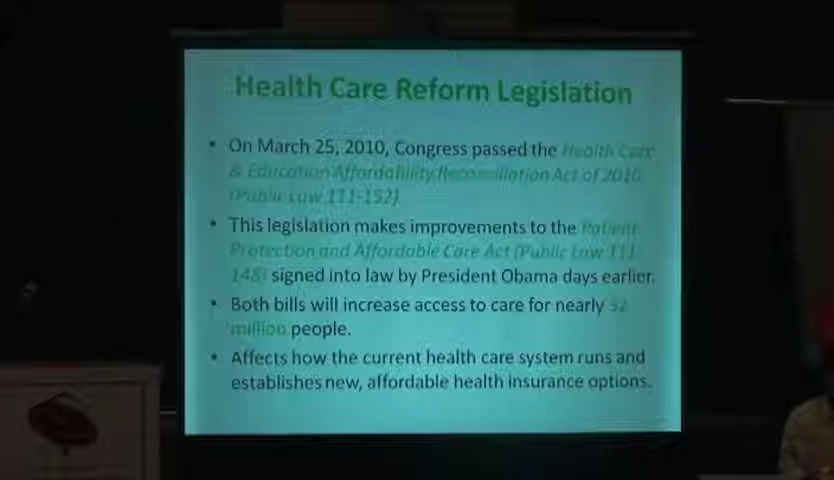 Health Care Reform Legislation
• On March 25, 2010, Congress passed the Health Care
& Education Affordability Reconciliation Act of 2010
(Public Law 111-152).
• This legislation makes improvements to the Patient
Protection and Affordable Care Act (Public Law 111-
148) signed into law by President Obama days earlier.
• Both bills will increase access to care for nearly 32
million people.
• Affects how the current health care system runs and
establishes new, affordable health insurance options.